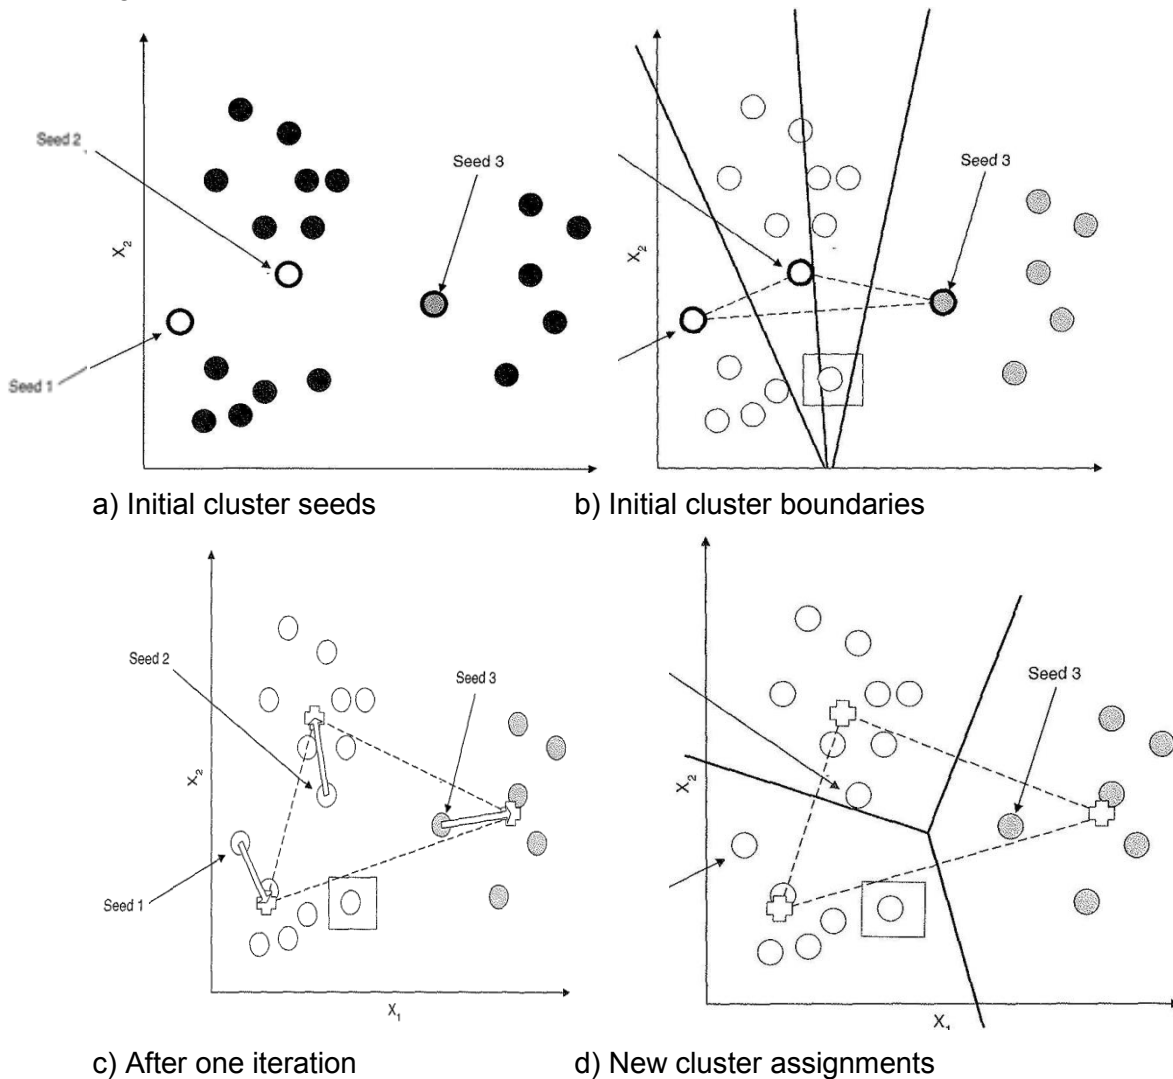 Seed 2
Seed 3
X2
Seed 1
Seed 3
X2
a) Initial cluster seeds
b) Initial cluster boundaries
Seed 2
Seed 3
X2
Seed 1
X1
Seed 3
X2
X1
c) After one iteration
d) New cluster assignments